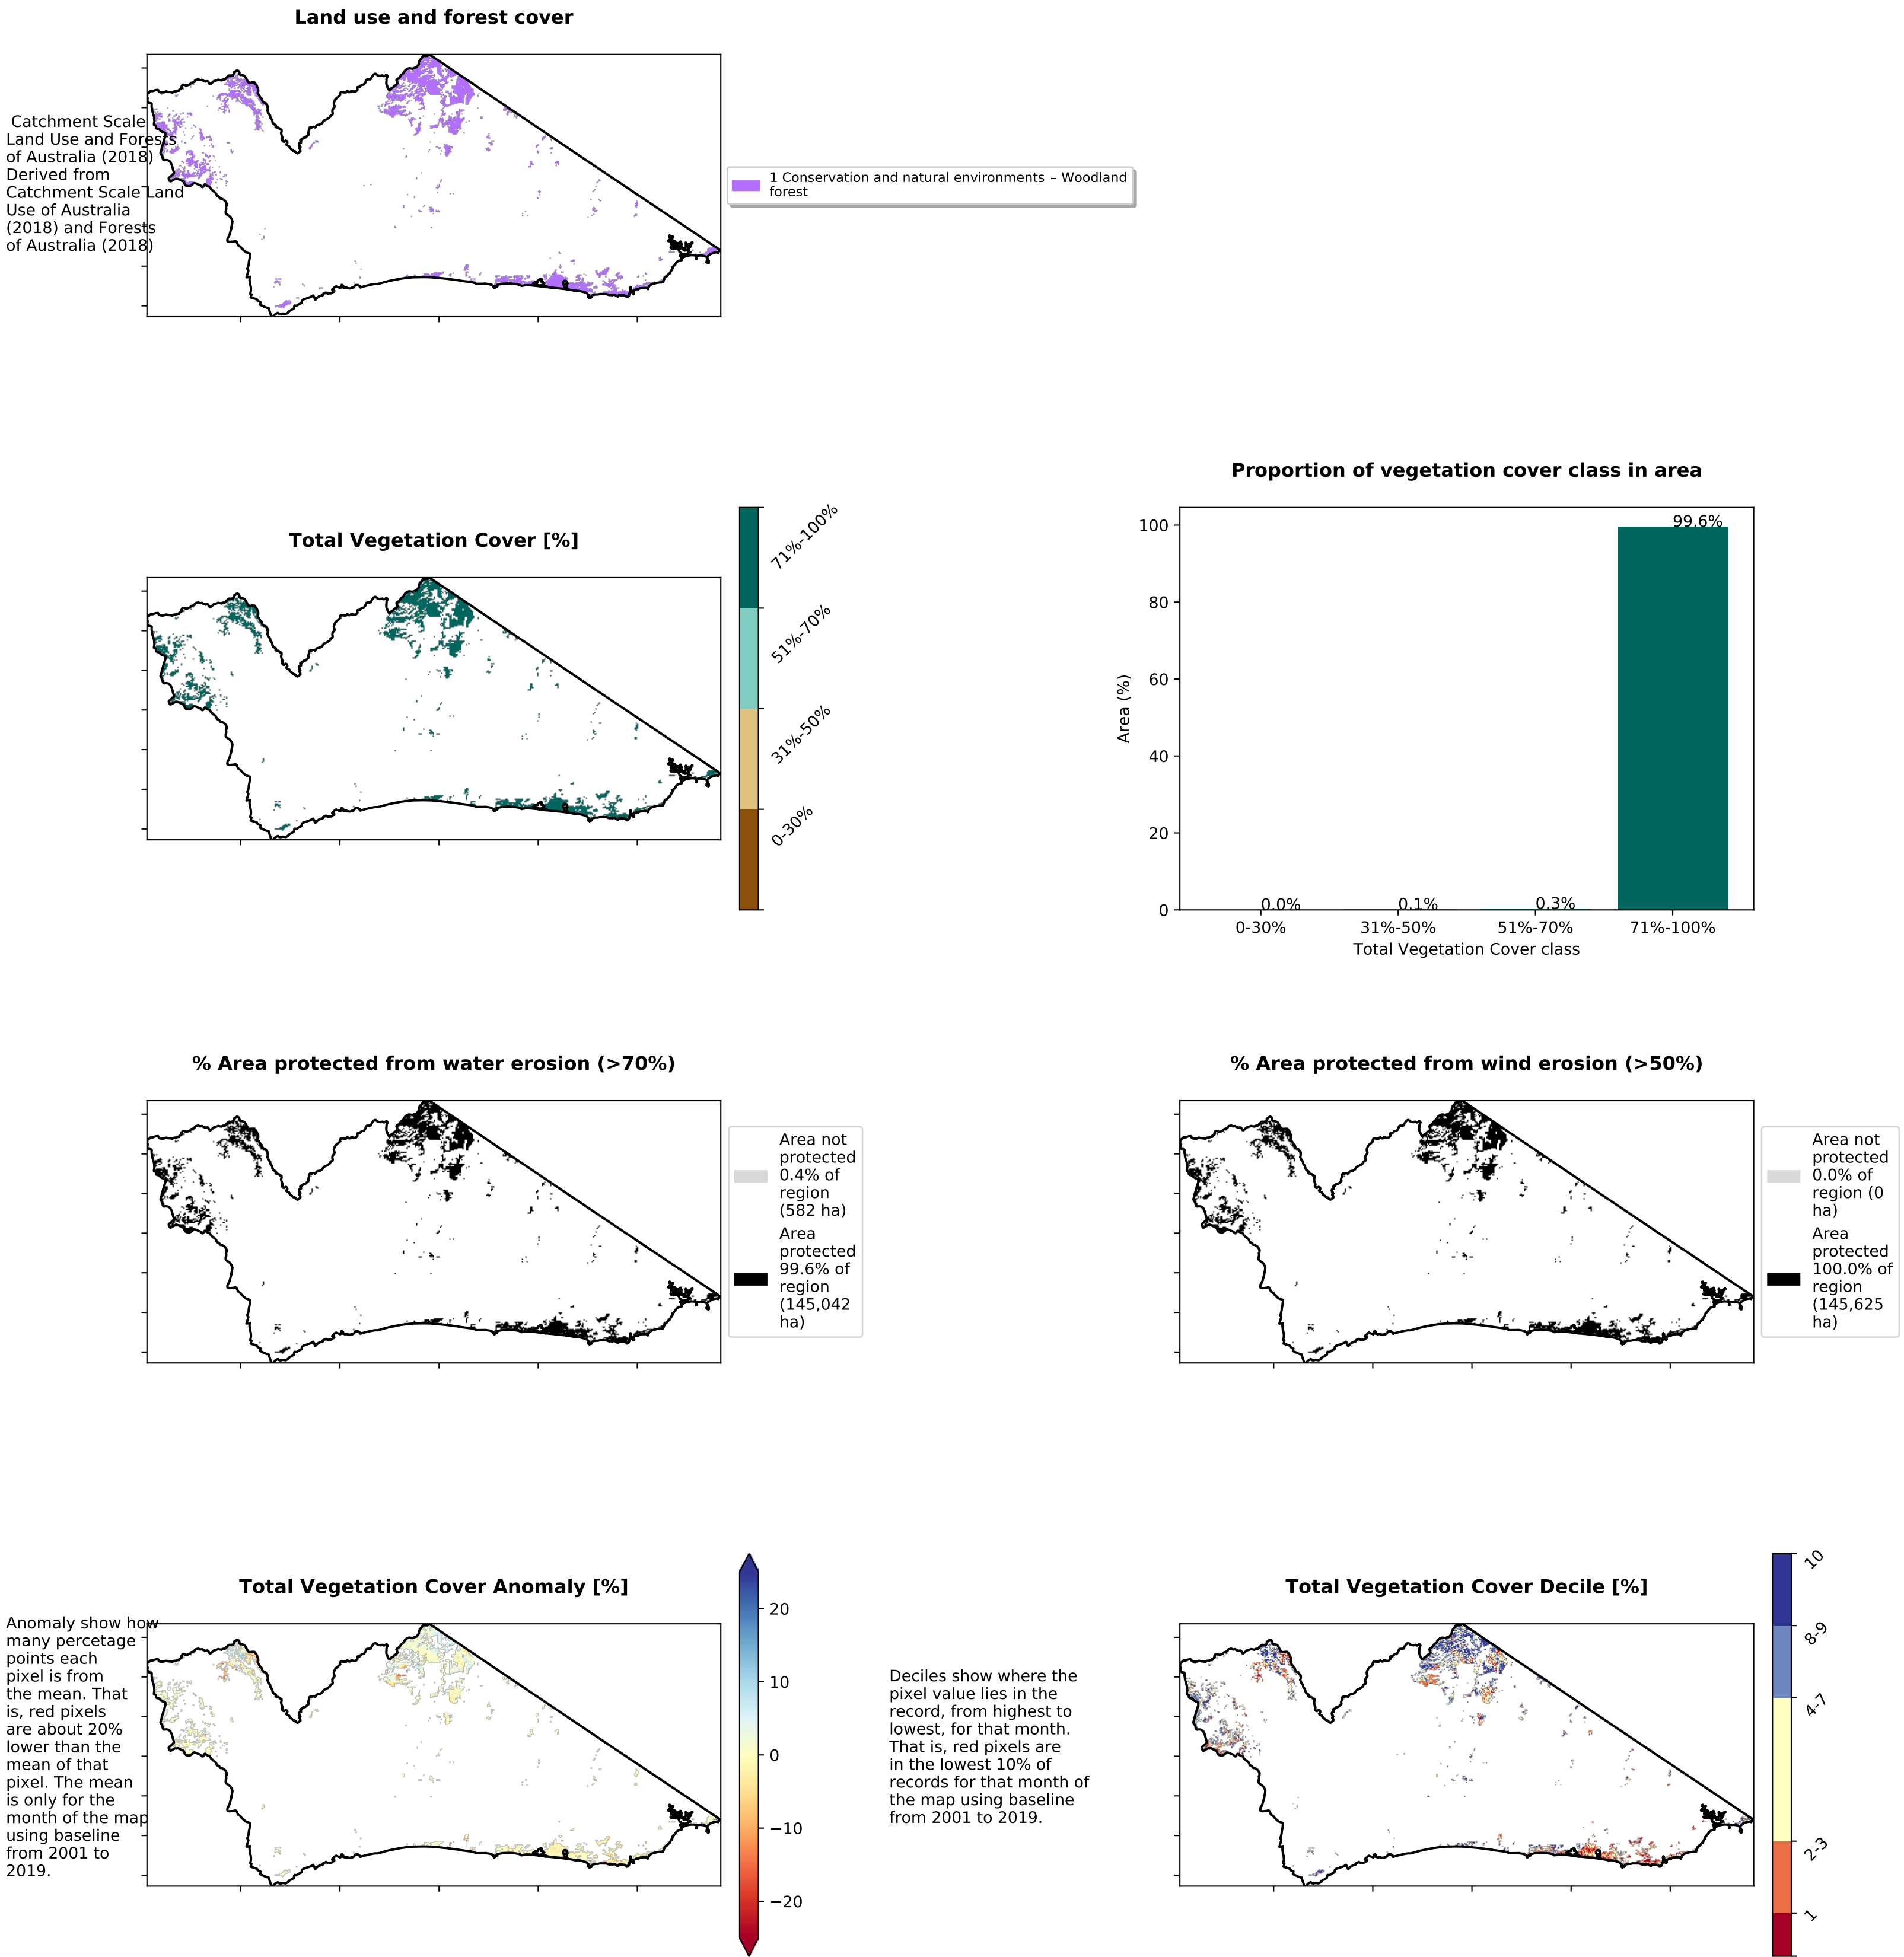 Land use and forest cover
Catchment Scale
Land Use and Forests
of Australia (2018)
Derived from
Catchment Scale Land
Use of Australia
(2018) and Forests
of Australia (2018)
1 Conservation and natural environments – Woodland
forest
Total Vegetation Cover [%]
71%-100%
51%-70%
31%-50%
0-30%
Proportion of vegetation cover class in area
Area (%)
100
80
60
40
20
0
0.0%
0.1%
0.3%
99.6%
0-30%
31%-50%
51%-70%
71%-100%
Total Vegetation Cover class
% Area protected from water erosion (>70%)
Area not
protected
0.4% of
region
(582 ha)
Area
protected
99.6% of
region
(145,042
ha)
% Area protected from wind erosion (>50%)
Area not
protected
0.0% of
region (0
ha)
Area
protected
100.0% of
region
(145,625
ha)
Total Vegetation Cover Anomaly [%]
Anomaly show how
many percetage
points each
pixel is from
the mean. That
is, red pixels
are about 20%
lower than the
mean of that
pixel. The mean
is only for the
month of the map
using baseline
from 2001 to
2019.
20
10
0
−10
−20
Total Vegetation Cover Decile [%]
Deciles show where the
pixel value lies in the
record, from highest to
lowest, for that month.
That is, red pixels are
in the lowest 10% of
records for that month of
the map using baseline
from 2001 to 2019.
10
8-9
4-7
2-3
1